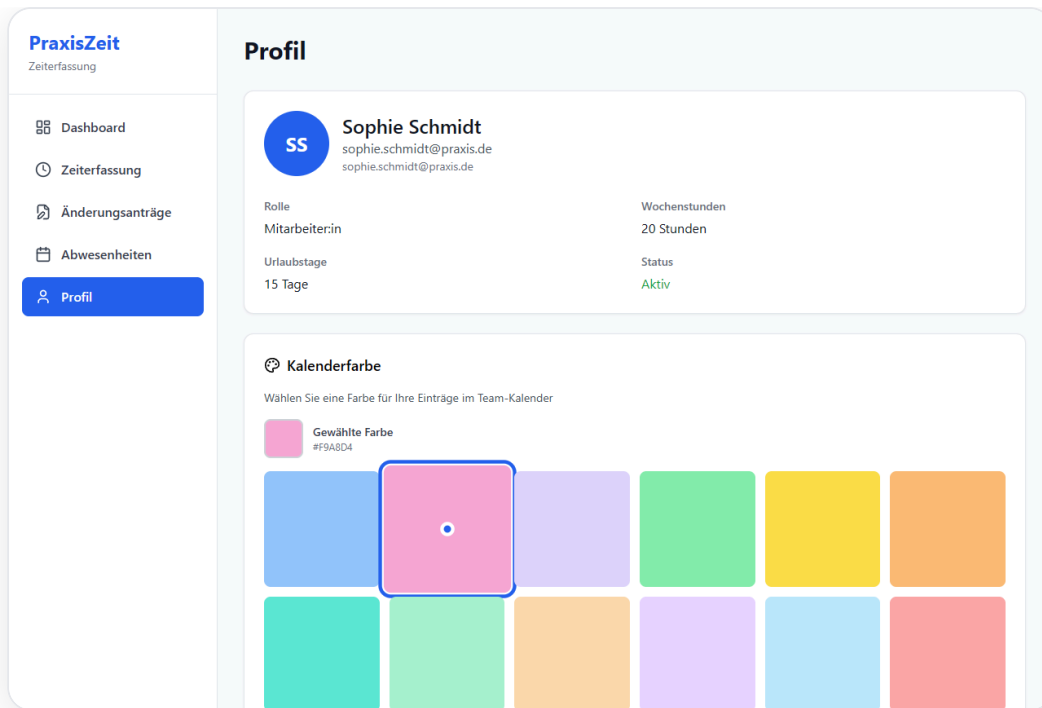 PraxisZeit
Zeiterfassung
Dashboard
Zeiterfassung
Änderungsanträge
Abwesenheiten
Profil
Profil
SS
Sophie Schmidt
sophie.schmidt@praxis.de
sophie.schmidt@praxis.de
Rolle
Mitarbeiter:in
Wochenstunden
20 Stunden
Urlaubstage
15 Tage
Status
Aktiv
Kalenderfarbe
Wählen Sie eine Farbe für Ihre Einträge im Team-Kalender
Gewählte Farbe
#F9A8D4